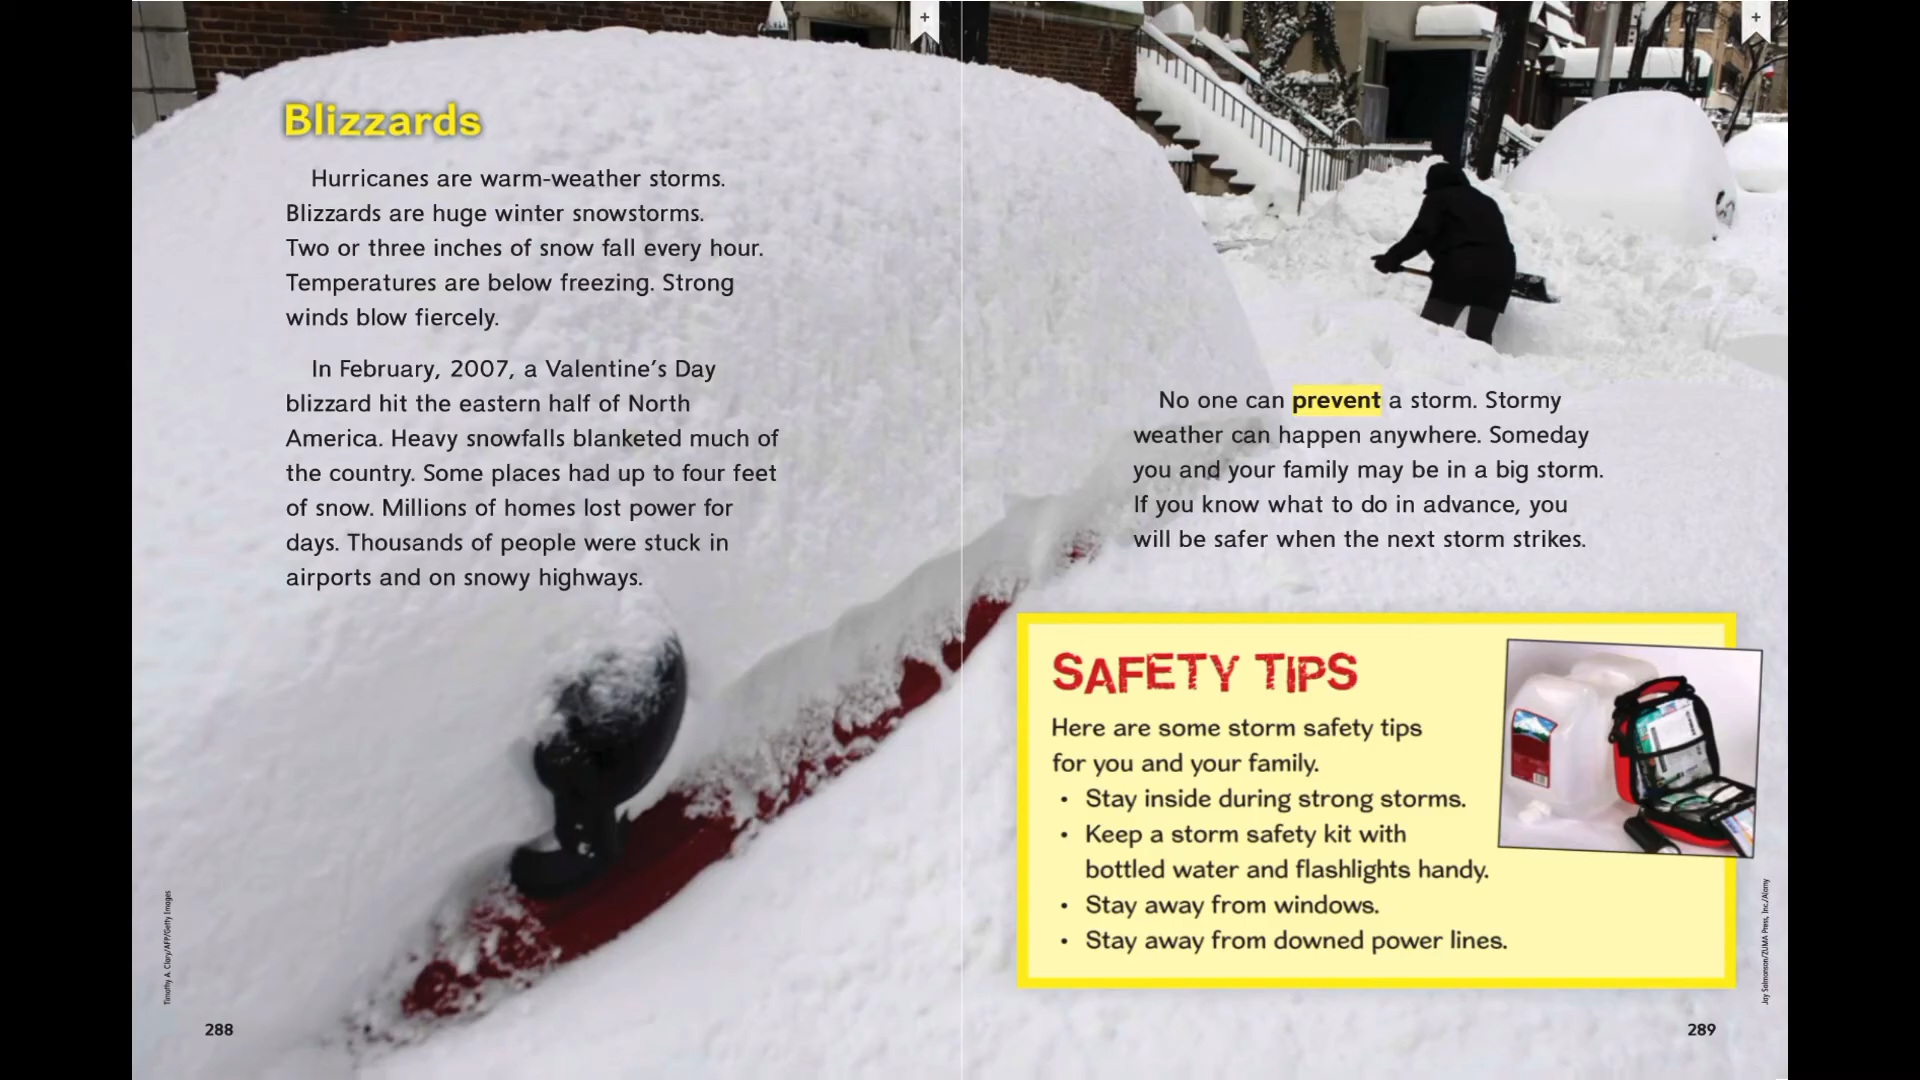 Blizzards
Hurricanes are warm-weather storms.
Blizzards are huge winter snowstorms.
Two or three inches of snow fall every hour.
Temperatures are below freezing. Strong
winds blow fiercely.
In February, 2007, a Valentine's Day
blizzard hit the eastern half of North
America. Heavy snowfalls blanketed much of
the country. Some places had up to four feet
of snow. Millions of homes lost power for
days. Thousands of people were stuck in
airports and on snowy highways.
Timothy A. Clary/AFP/Getty Images
288
No one can prevent a storm. Stormy
weather can happen anywhere. Someday
you and your family may be in a big storm.
If you know what to do in advance, you
will be safer when the next storm strikes.
SAFETY TIPS
Here are some storm safety tips
for you and your family.
• Stay inside during strong storms.
• Keep a storm safety kit with
bottled water and flashlights handy.
• Stay away from windows.
• Stay away from downed power lines.
289